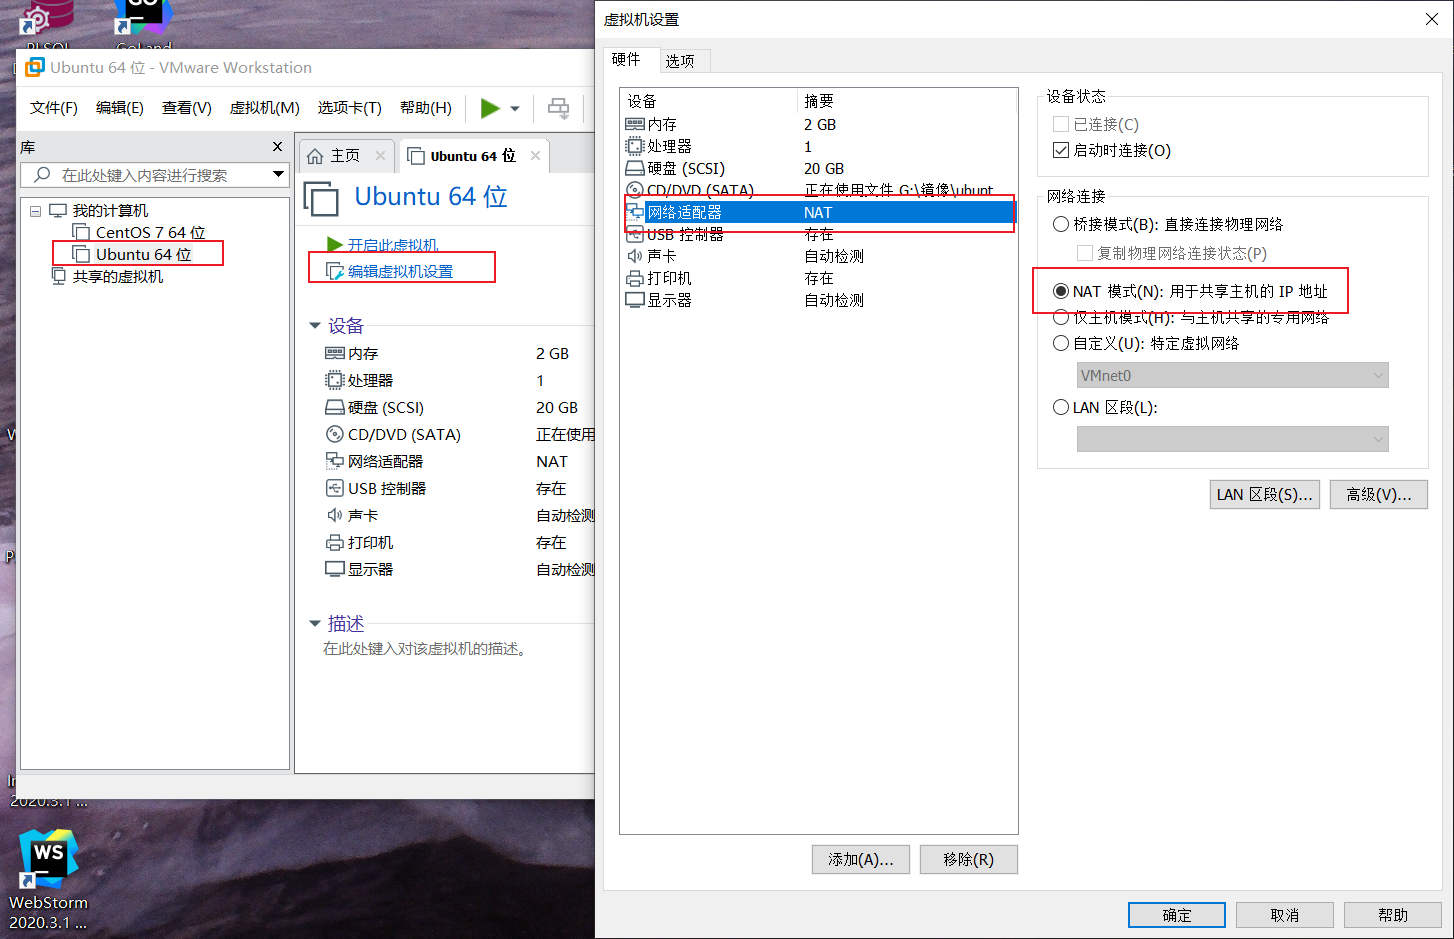 PLSQL
GoLand
Ubuntu 64 位 - VMware Workstation
文件(F) 编辑(E) 查看(V) 虚拟机(M) 选项卡(T) 帮助(H)
库
在此处键入内容进行搜索
我的计算机
CentOS 7 64 位
Ubuntu 64 位
共享的虚拟机
主页
Ubuntu 64 位
Ubuntu 64 位
开启此虚拟机
编辑虚拟机设置
设备
内存 2 GB
处理器 1
硬盘 (SCSI) 20 GB
CD/DVD (SATA) 正在使用
网络适配器 NAT
USB 控制器 存在
声卡 自动检测
打印机 存在
显示器 自动检测
描述
在此处键入对该虚拟机的描述。
2020.3.1 ...
WS
WebStorm
2020.3.1 ...
虚拟机设置
硬件 选项
设备 摘要
内存 2 GB
处理器 1
硬盘 (SCSI) 20 GB
CD/DVD (SATA) 正在使用文件 G:\镜像\ubunt
网络适配器 NAT
USB 控制器 存在
声卡 自动检测
打印机 存在
显示器 自动检测
添加(A)... 移除(R)
设备状态
已连接(C)
启动时连接(O)
网络连接
桥接模式(B): 直接连接物理网络
复制物理网络连接状态(P)
NAT 模式(N): 用于共享主机的 IP 地址
仅主机模式(H): 与主机共享的专用网络
自定义(U): 特定虚拟网络
VMnet0
LAN 区段(L):
LAN 区段(S)... 高级(V)...
确定 取消 帮助